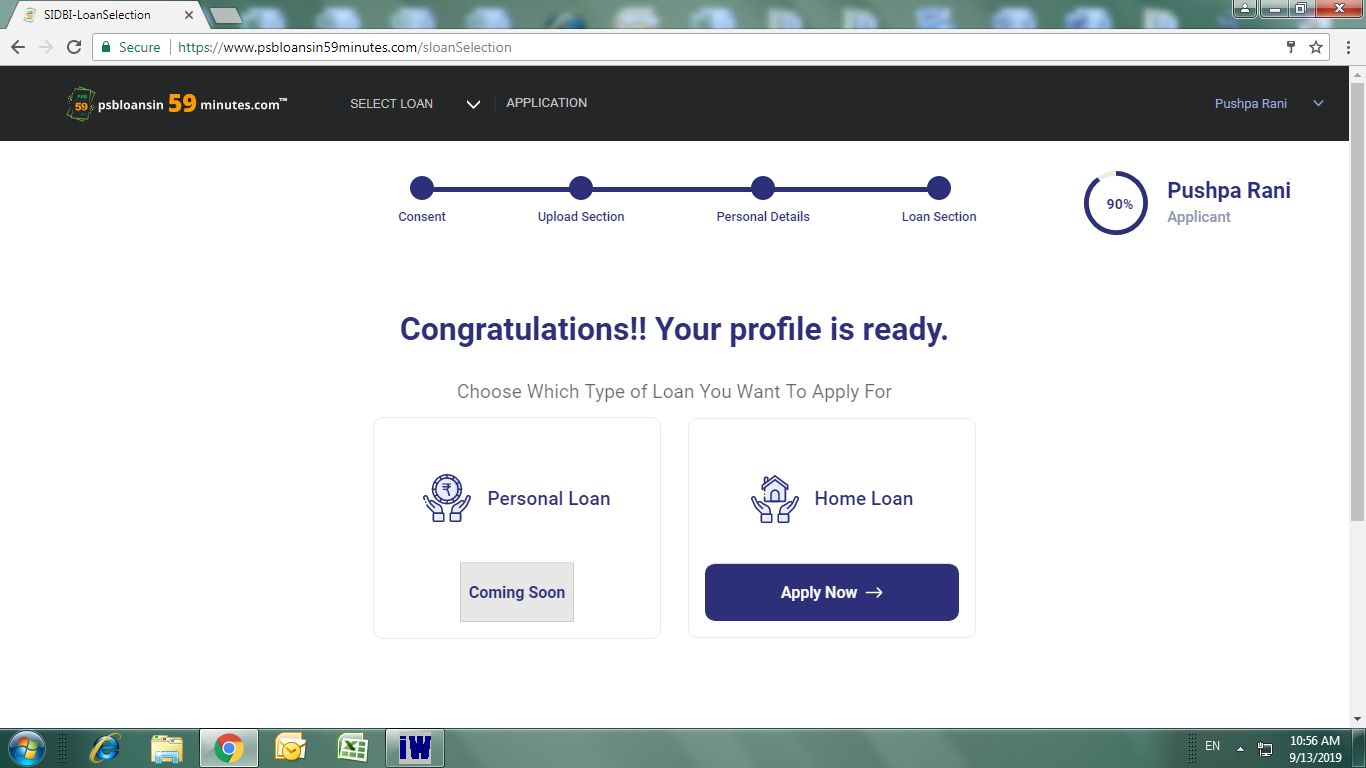 SIDBI-LoanSelection
Secure https://www.psbloansin59minutes.com/sloanSelection
PSB 59 psbloansin 59 minutes.com™ SELECT LOAN APPLICATION Pushpa Rani
Consent Upload Section Personal Details Loan Section
90% Pushpa Rani
Applicant
Congratulations!! Your profile is ready.
Choose Which Type of Loan You Want To Apply For
₹ Personal Loan Home Loan
Coming Soon Apply Now →
iW EN 10:56 AM
9/13/2019